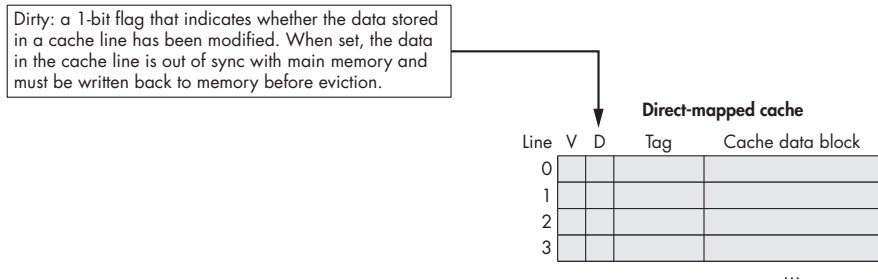 Dirty: a 1-bit flag that indicates whether the data stored
in a cache line has been modified. When set, the data
in the cache line is out of sync with main memory and
must be written back to memory before eviction.
Direct-mapped cache
Line V D Tag Cache data block
0
1
2
3
...